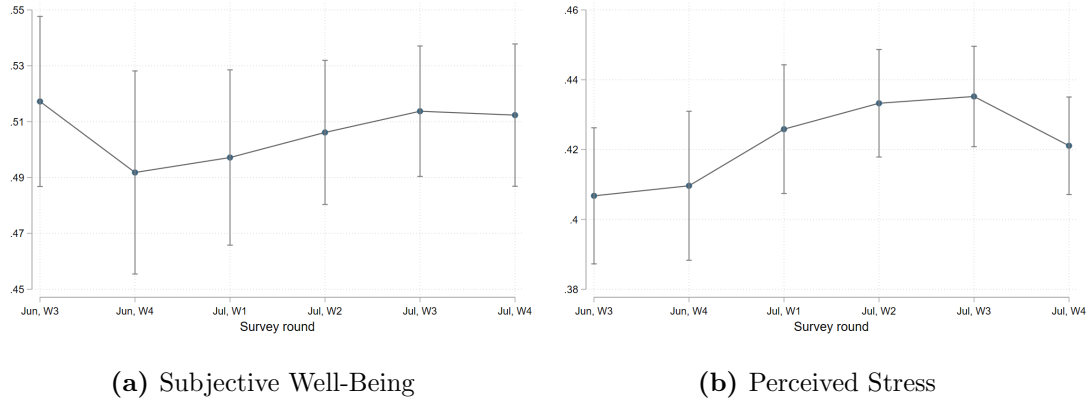 .55
.53
.51
.49
.47
.45
Jun, W3 Jun, W4 Jul, W1 Jul, W2 Jul, W3 Jul, W4
Survey round
(a) Subjective Well-Being
.46
.44
.42
.4
.38
Jun, W3 Jun, W4 Jul, W1 Jul, W2 Jul, W3 Jul, W4
Survey round
(b) Perceived Stress